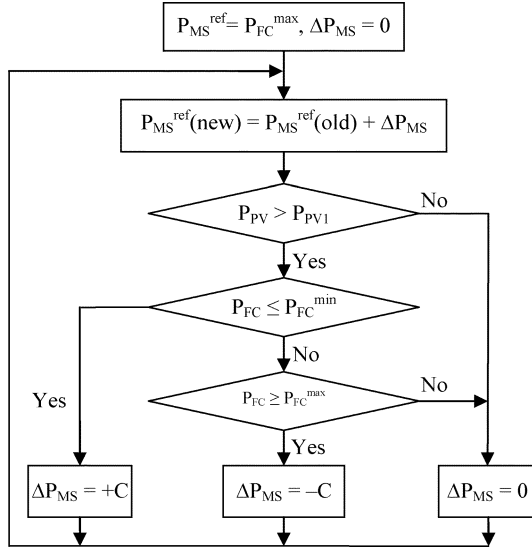 P_MS^ref = P_FC^max, ΔP_MS = 0
P_MS^ref(new) = P_MS^ref(old) + ΔP_MS
P_PV > P_PV1
No
Yes
P_FC ≤ P_FC^min
No
Yes
P_FC ≥ P_FC^max
No
Yes
ΔP_MS = +C
ΔP_MS = –C
ΔP_MS = 0